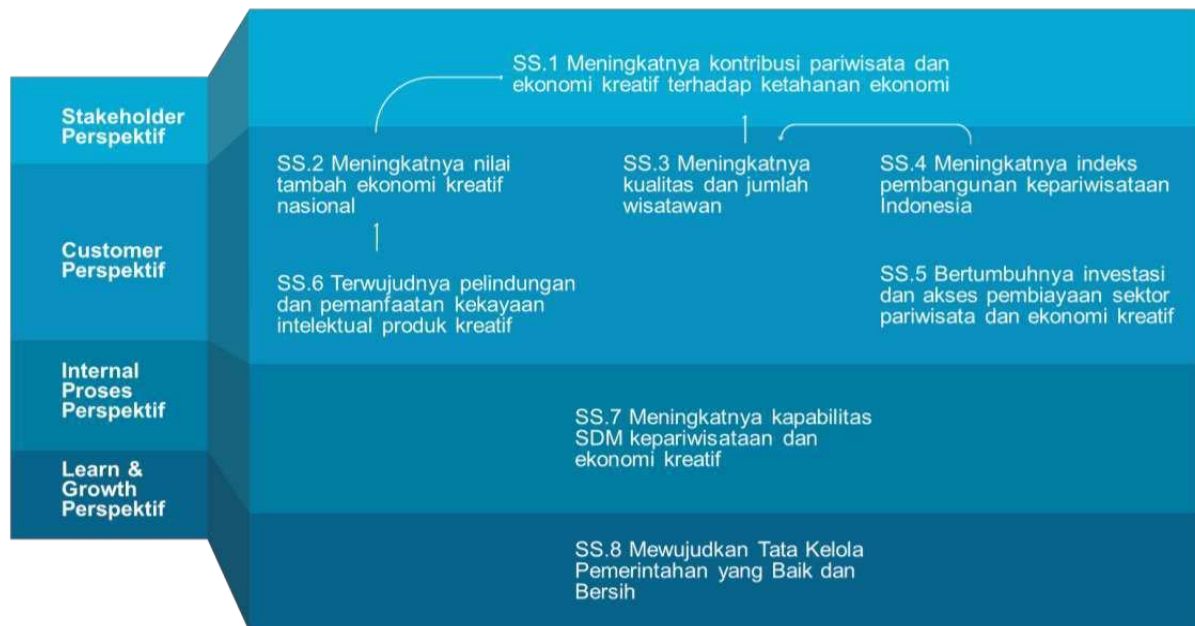 Stakeholder
Perspektif
SS.1 Meningkatnya kontribusi pariwisata dan
ekonomi kreatif terhadap ketahanan ekonomi
Customer
Perspektif
SS.2 Meningkatnya nilai
tambah ekonomi kreatif
nasional
SS.3 Meningkatnya
kualitas dan jumlah
wisatawan
SS.4 Meningkatnya indeks
pembangunan kepariwisataan
Indonesia
SS.6 Terwujudnya pelindungan
dan pemanfaatan kekayaan
intelektual produk kreatif
SS.5 Bertumbuhnya investasi
dan akses pembiayaan sektor
pariwisata dan ekonomi kreatif
Internal
Proses
Perspektif
SS.7 Meningkatnya kapabilitas
SDM kepariwisataan dan
ekonomi kreatif
Learn &
Growth
Perspektif
SS.8 Mewujudkan Tata Kelola
Pemerintahan yang Baik dan
Bersih